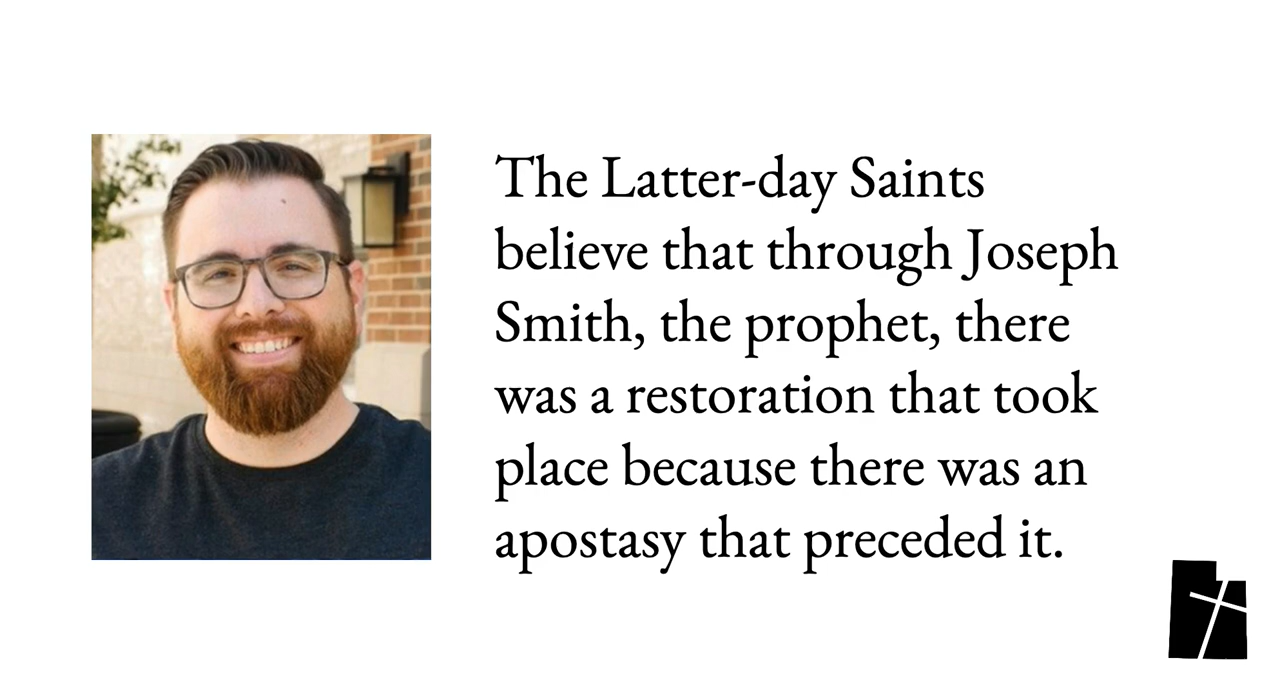 The Latter-day Saints
believe that through Joseph
Smith, the prophet, there
was a restoration that took
place because there was an
apostasy that preceded it.